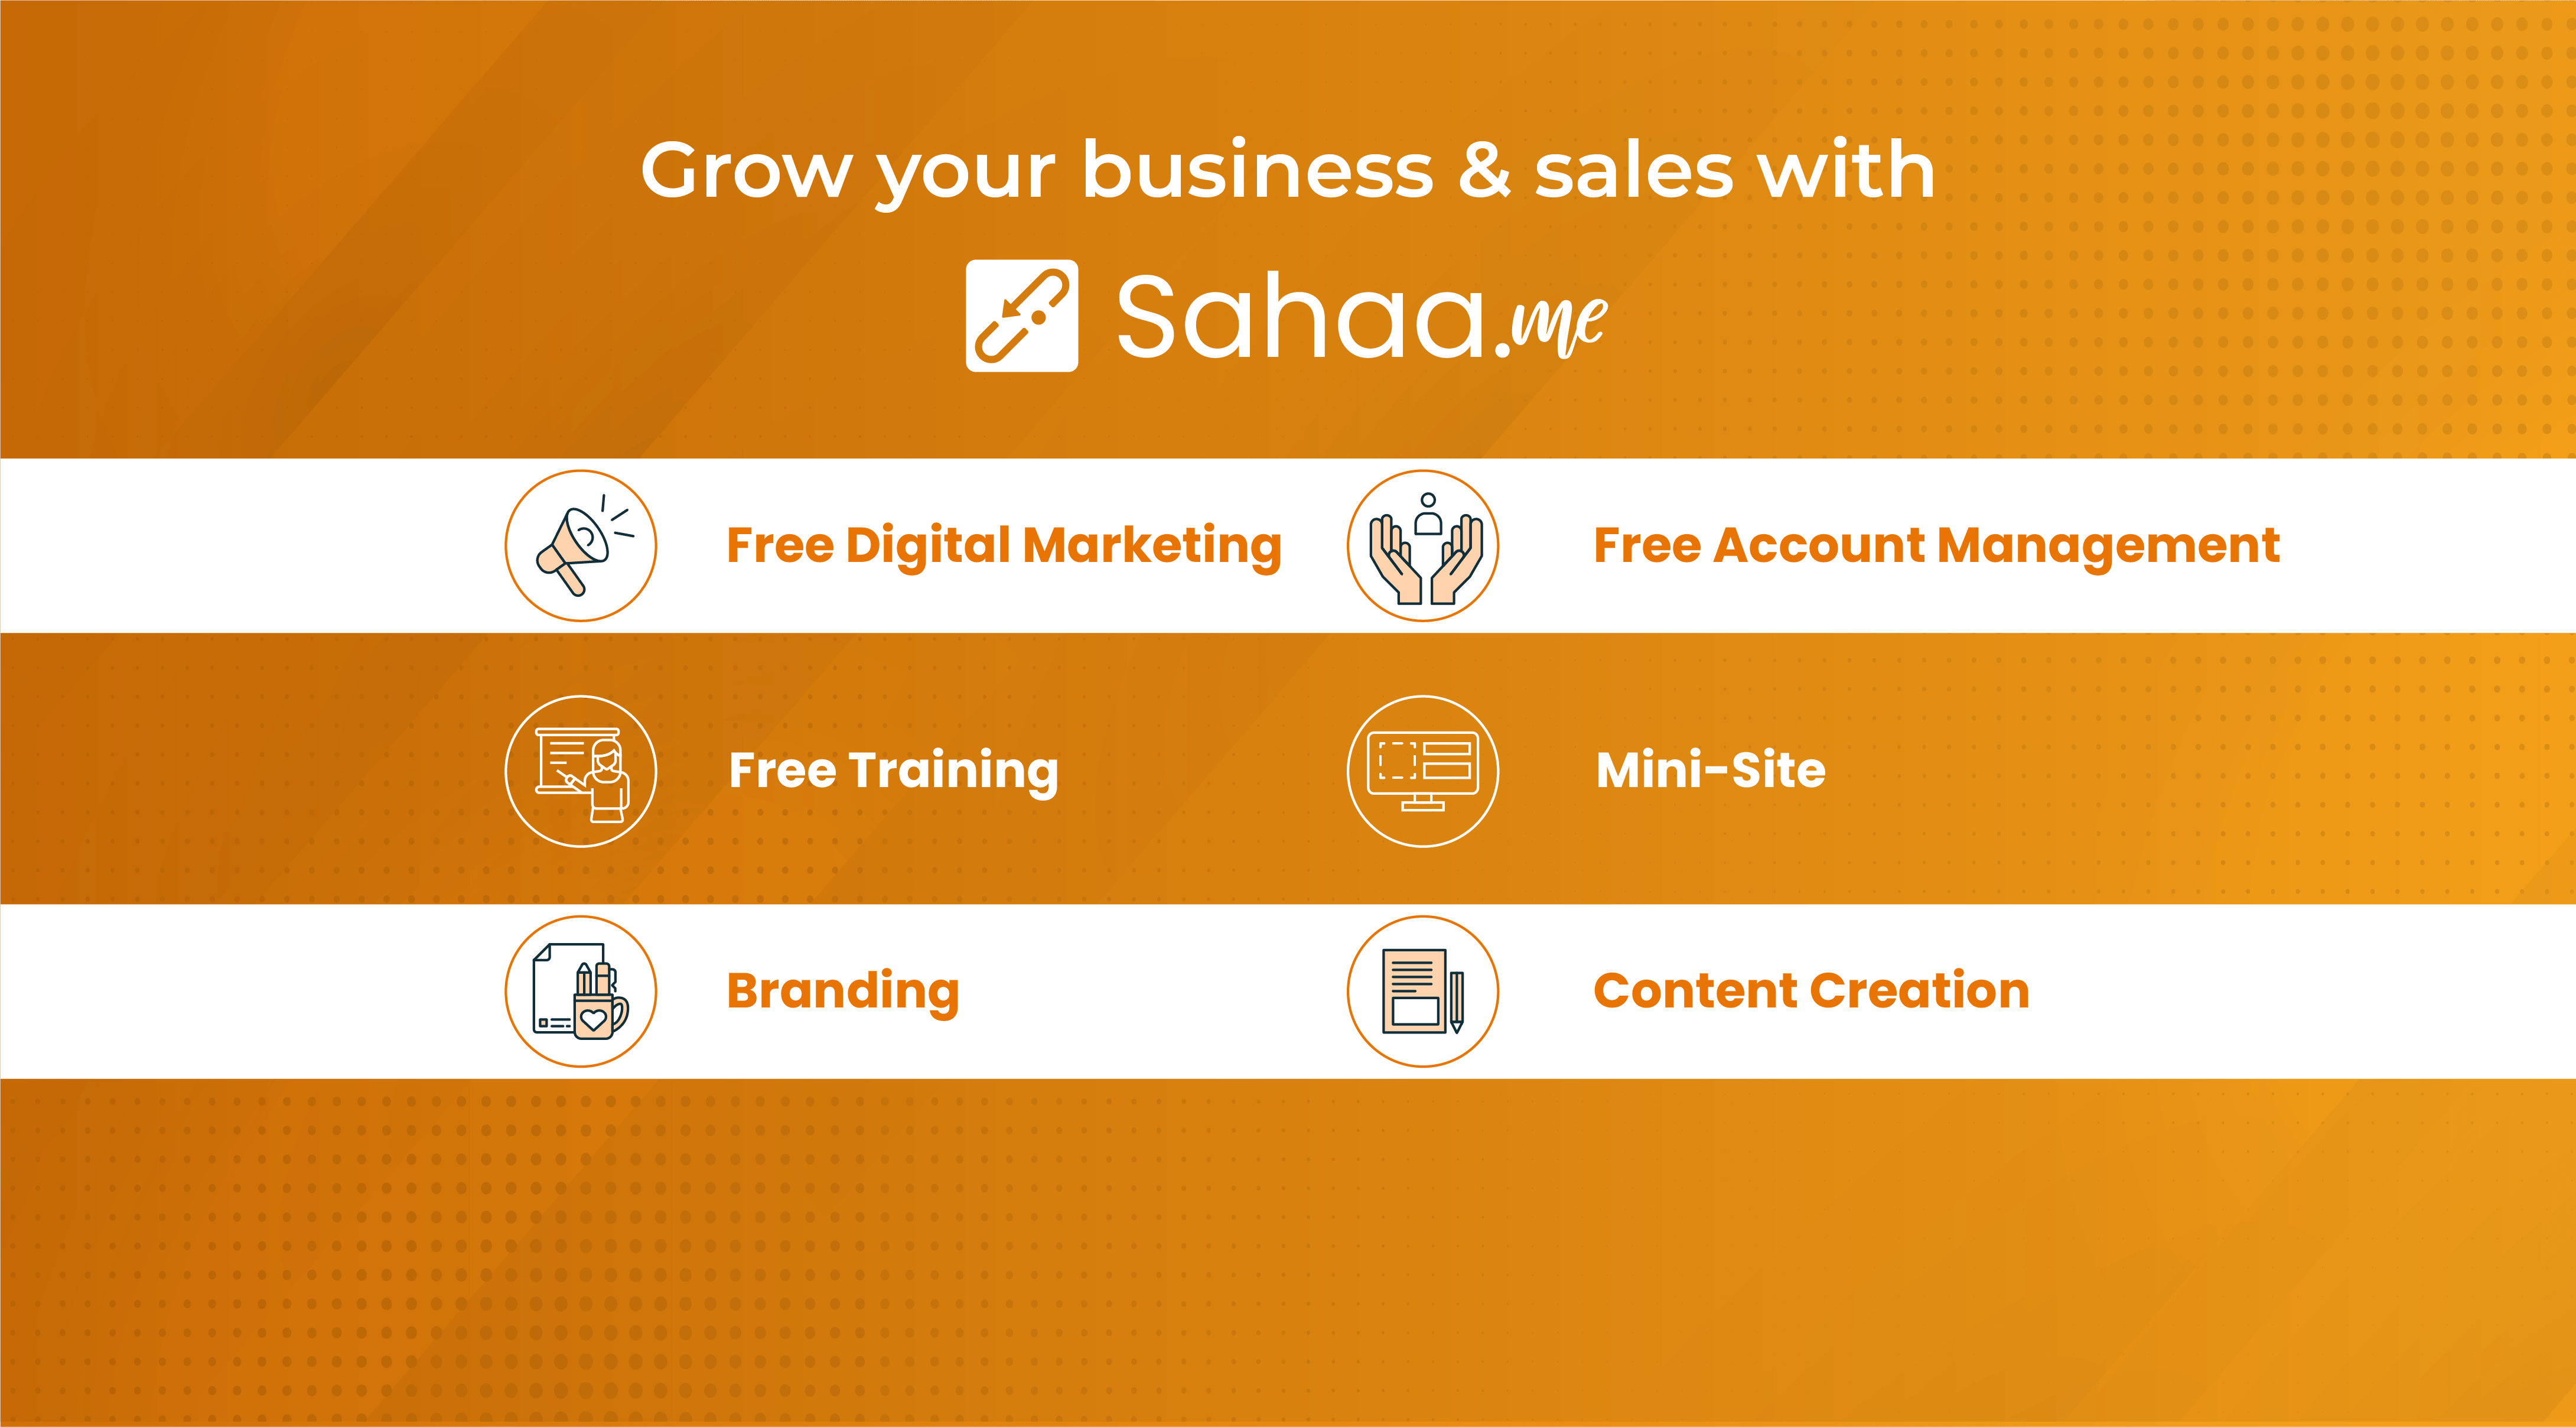 Grow your business & sales with
Sahaa.me
Free Digital Marketing
Free Account Management
Free Training
Mini-Site
Branding
Content Creation